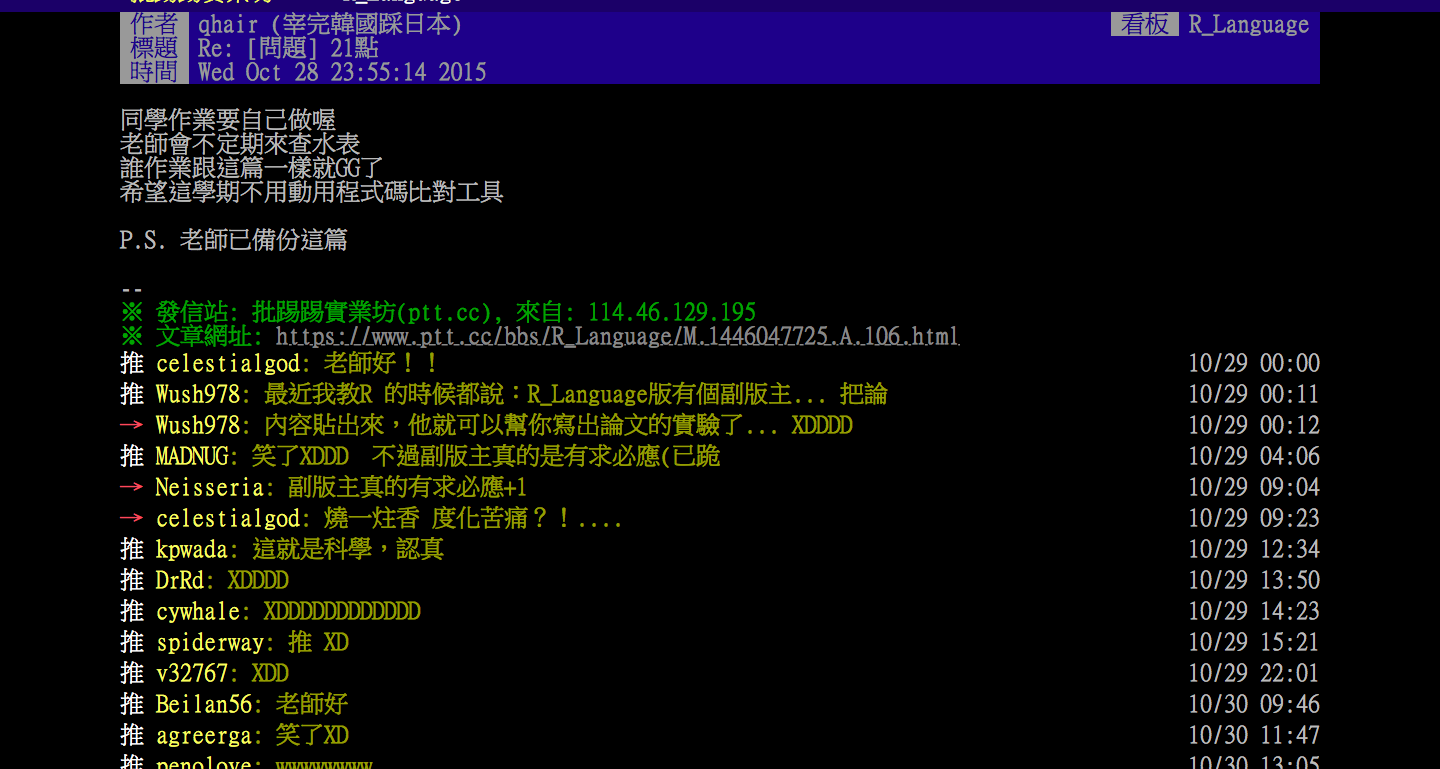 作者 qhair (宰完韓國踩日本) 看板 R_Language
標題 Re: [問題] 21點
時間 Wed Oct 28 23:55:14 2015
同學作業要自己做喔
老師會不定期來查水表
誰作業跟這篇一樣就GG了
希望這學期不用動用程式碼比對工具
P.S. 老師已備份這篇
--
※ 發信站: 批踢踢實業坊(ptt.cc), 來自: 114.46.129.195
※ 文章網址: https://www.ptt.cc/bbs/R_Language/M.1446047725.A.106.html
推 celestialgod: 老師好！！ 10/29 00:00
推 Wush978: 最近我教R 的時候都說：R_Language版有個副版主... 把論 10/29 00:11
→ Wush978: 內容貼出來，他就可以幫你寫出論文的實驗了... XDDDD 10/29 00:12
推 MADNUG: 笑了XDDD 不過副版主真的是有求必應(已跪 10/29 04:06
→ Neisseria: 副版主真的有求必應+1 10/29 09:04
→ celestialgod: 燒一炷香 度化苦痛？！.... 10/29 09:23
推 kpwada: 這就是科學，認真 10/29 12:34
推 DrRd: XDDDD 10/29 13:50
推 cywhale: XDDDDDDDDDDDD 10/29 14:23
推 spiderway: 推 XD 10/29 15:21
推 v32767: XDD 10/29 22:01
推 Beilan56: 老師好 10/30 09:46
推 agreerga: 笑了XD 10/30 11:47
推 penolove: wwwwwwww 10/30 13:05